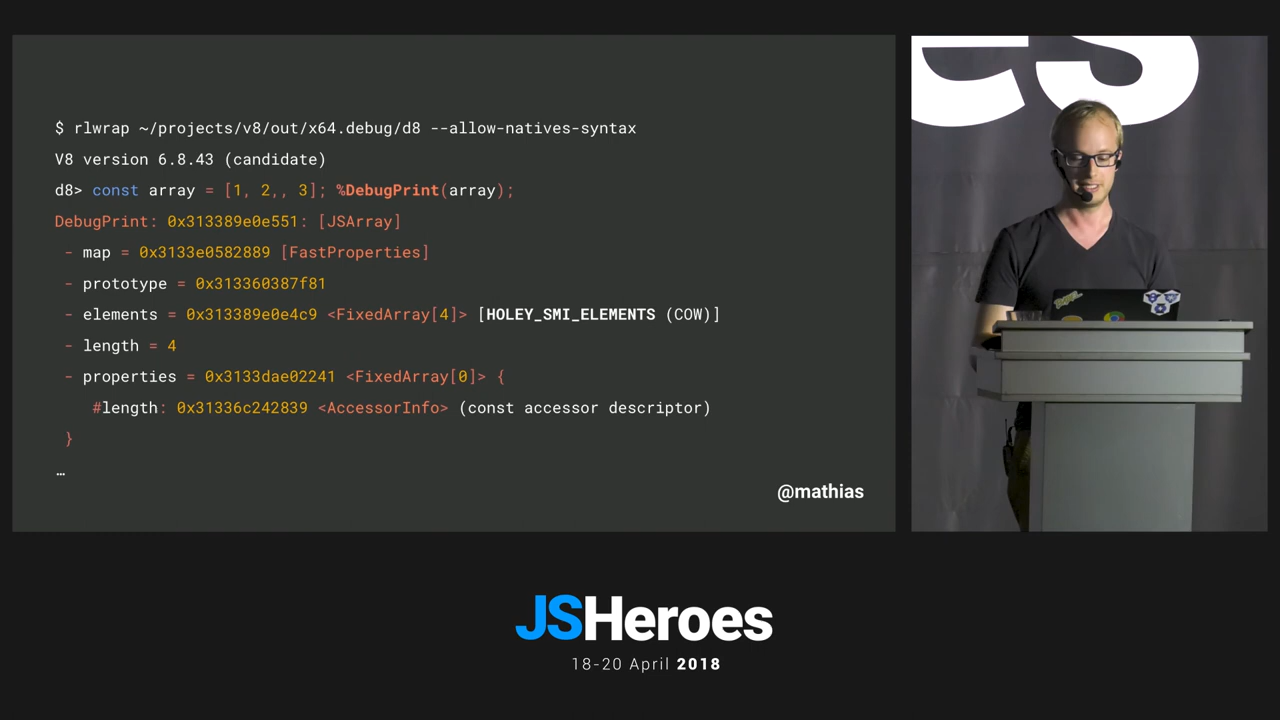 $ rlwrap ~/projects/v8/out/x64.debug/d8 --allow-natives-syntax
V8 version 6.8.43 (candidate)
d8> const array = [1, 2,, 3]; %DebugPrint(array);
DebugPrint: 0x313389e0e551: [JSArray]
- map = 0x3133e0582889 [FastProperties]
- prototype = 0x313360387f81
- elements = 0x313389e0e4c9 <FixedArray[4]> [HOLEY_SMI_ELEMENTS (COW)]
- length = 4
- properties = 0x3133dae02241 <FixedArray[0]> {
#length: 0x31336c242839 <AccessorInfo> (const accessor descriptor)
}
…
@mathias
es
JSHeroes
18-20 April 2018